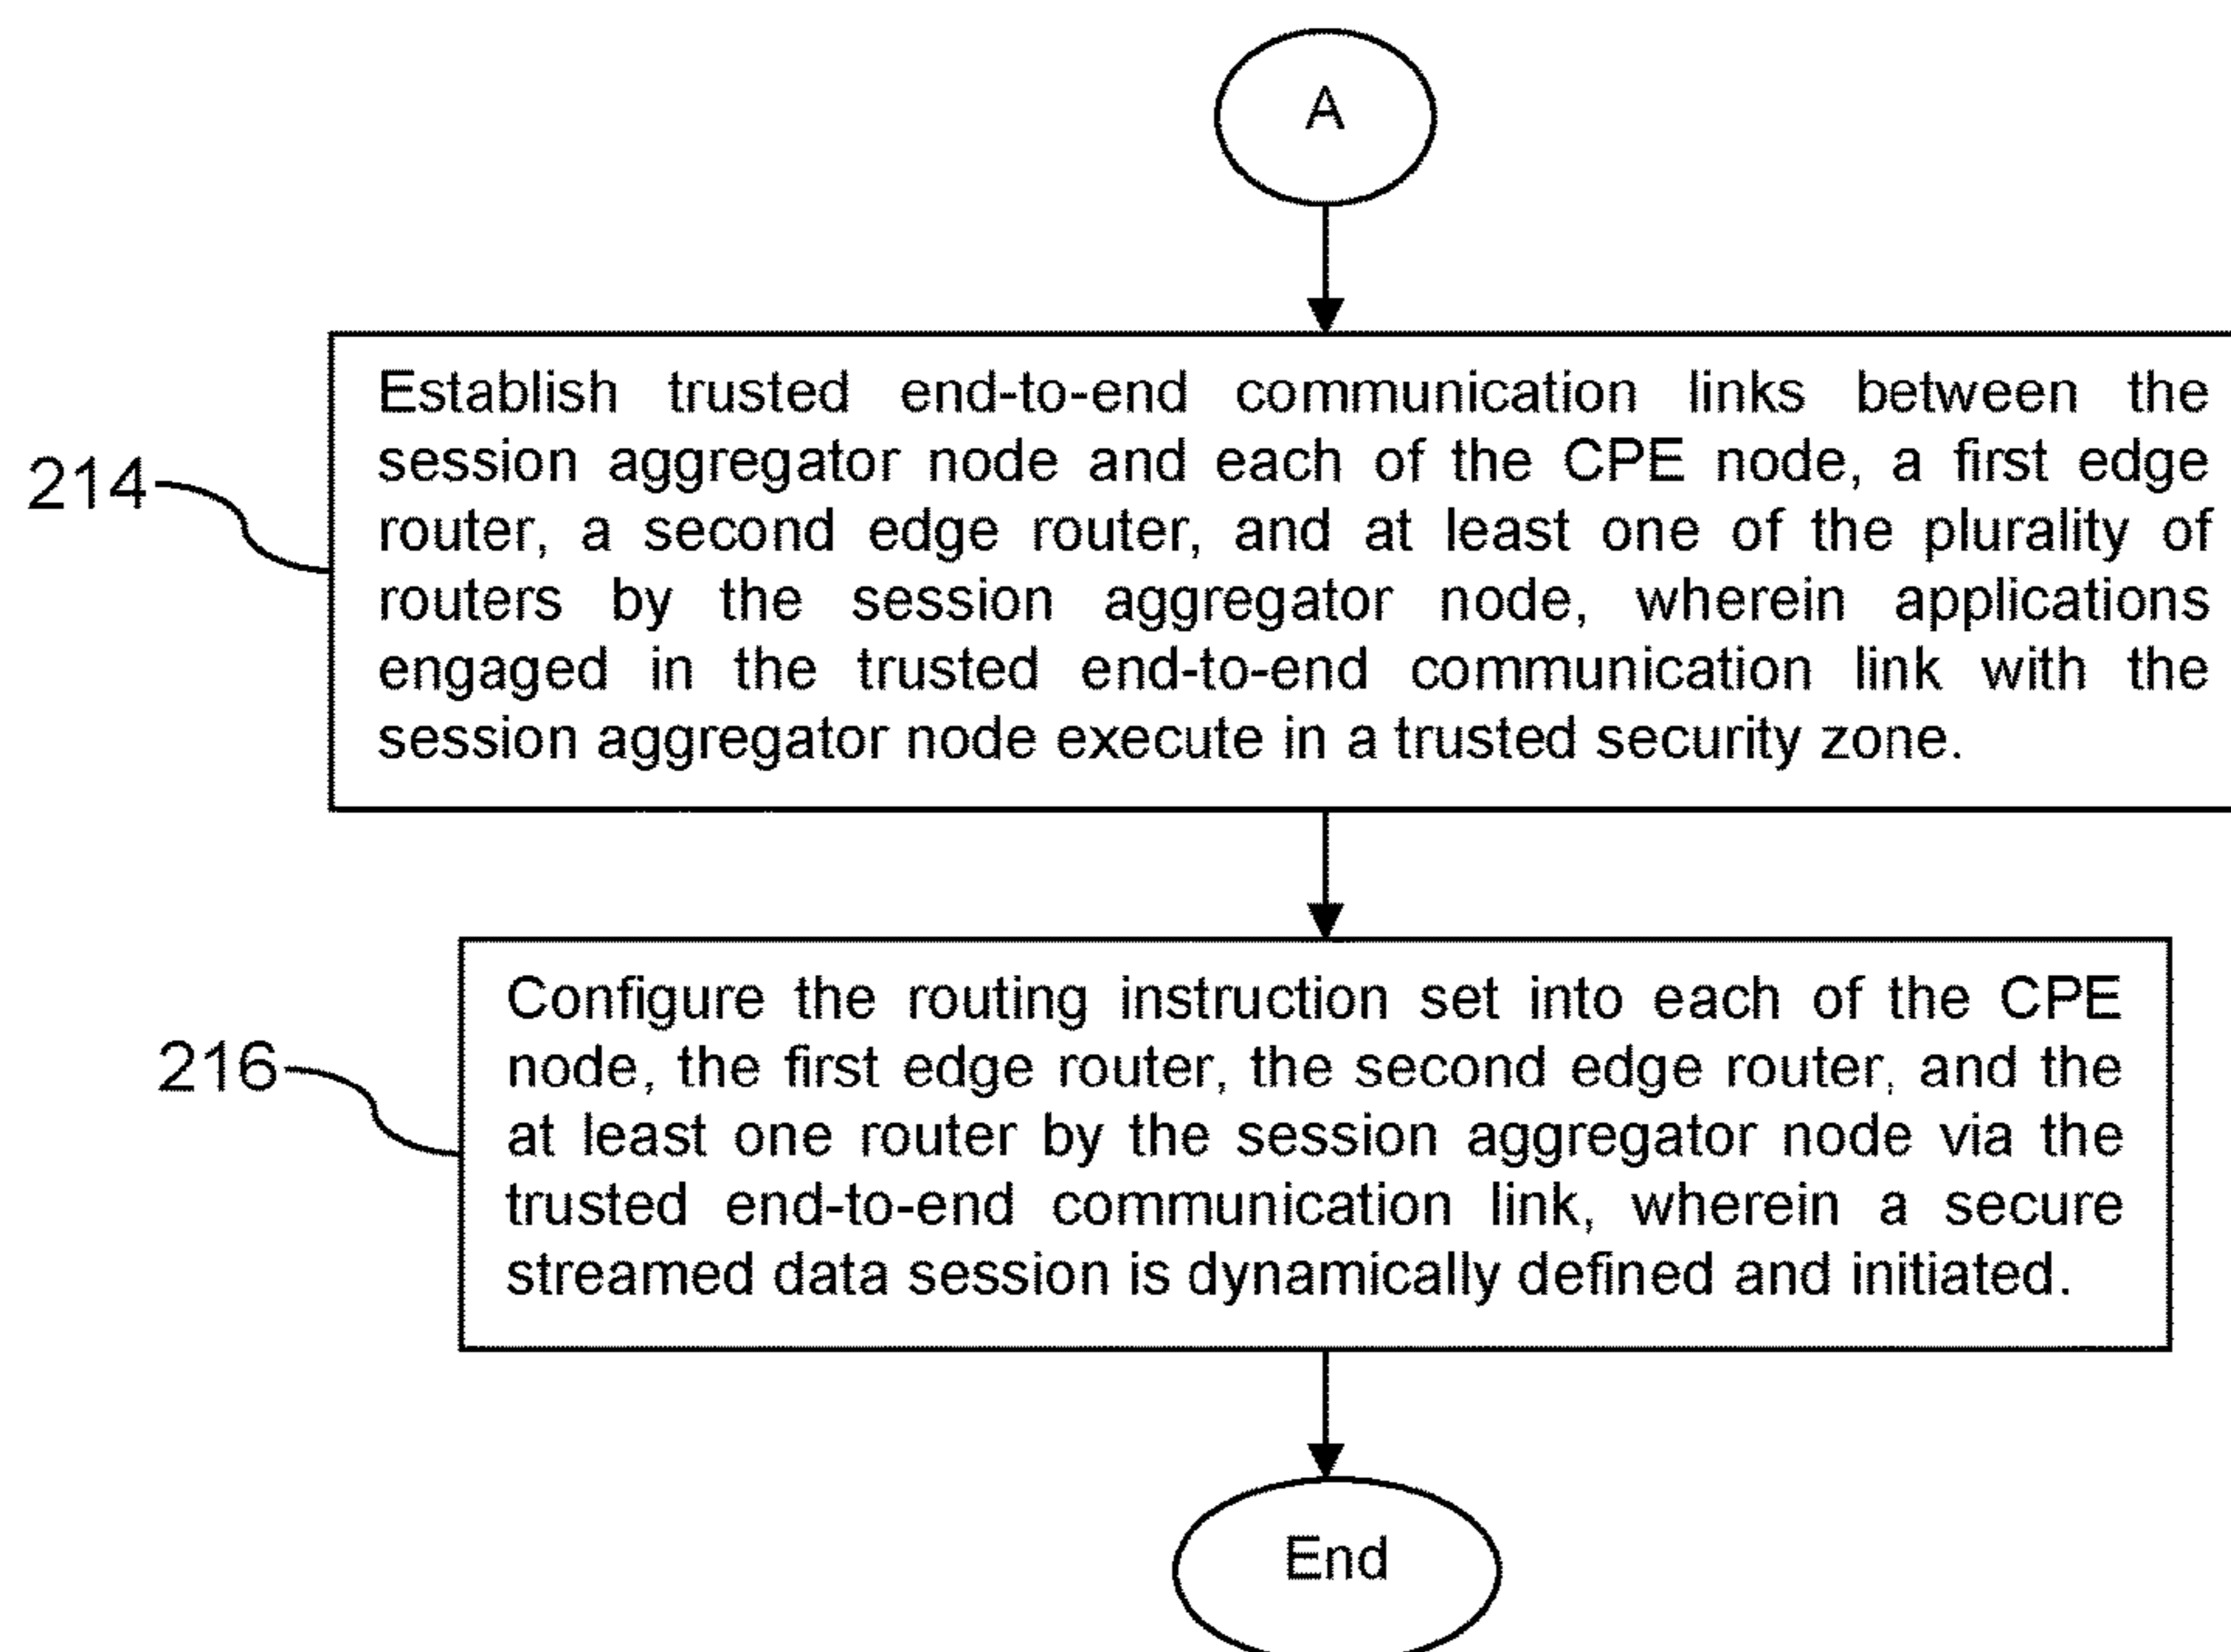 A
Establish trusted end-to-end communication links between the
session aggregator node and each of the CPE node, a first edge
214
router, a second edge router, and at least one of the plurality of
routers by the session aggregator node, wherein applications
engaged in the trusted end-to-end communication link with the
session aggregator node execute in a trusted security zone.
Configure the routing instruction set into each of the CPE
216
node, the first edge router, the second edge router, and the
at least one router by the session aggregator node via the
trusted end-to-end communication link, wherein a secure
streamed data session is dynamically defined and initiated.
End